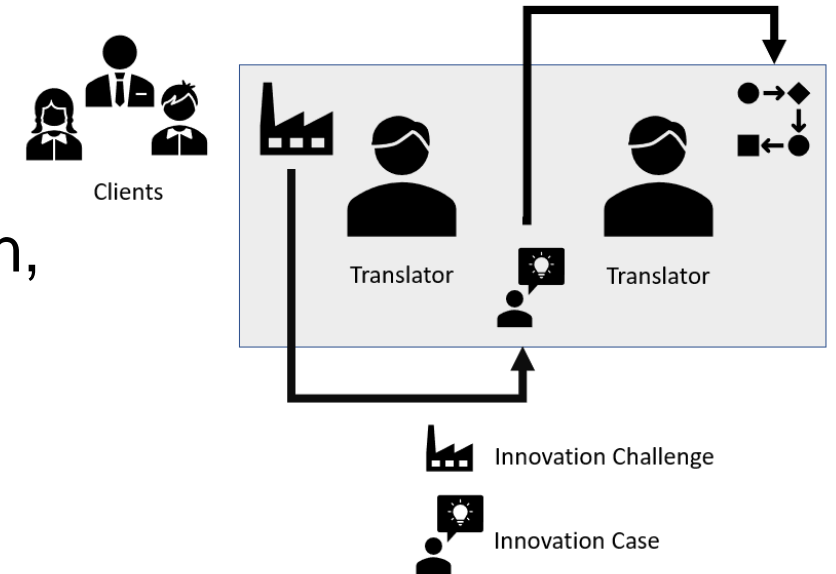 Clients
n,
Translator
Translator
Innovation Challenge
Innovation Case